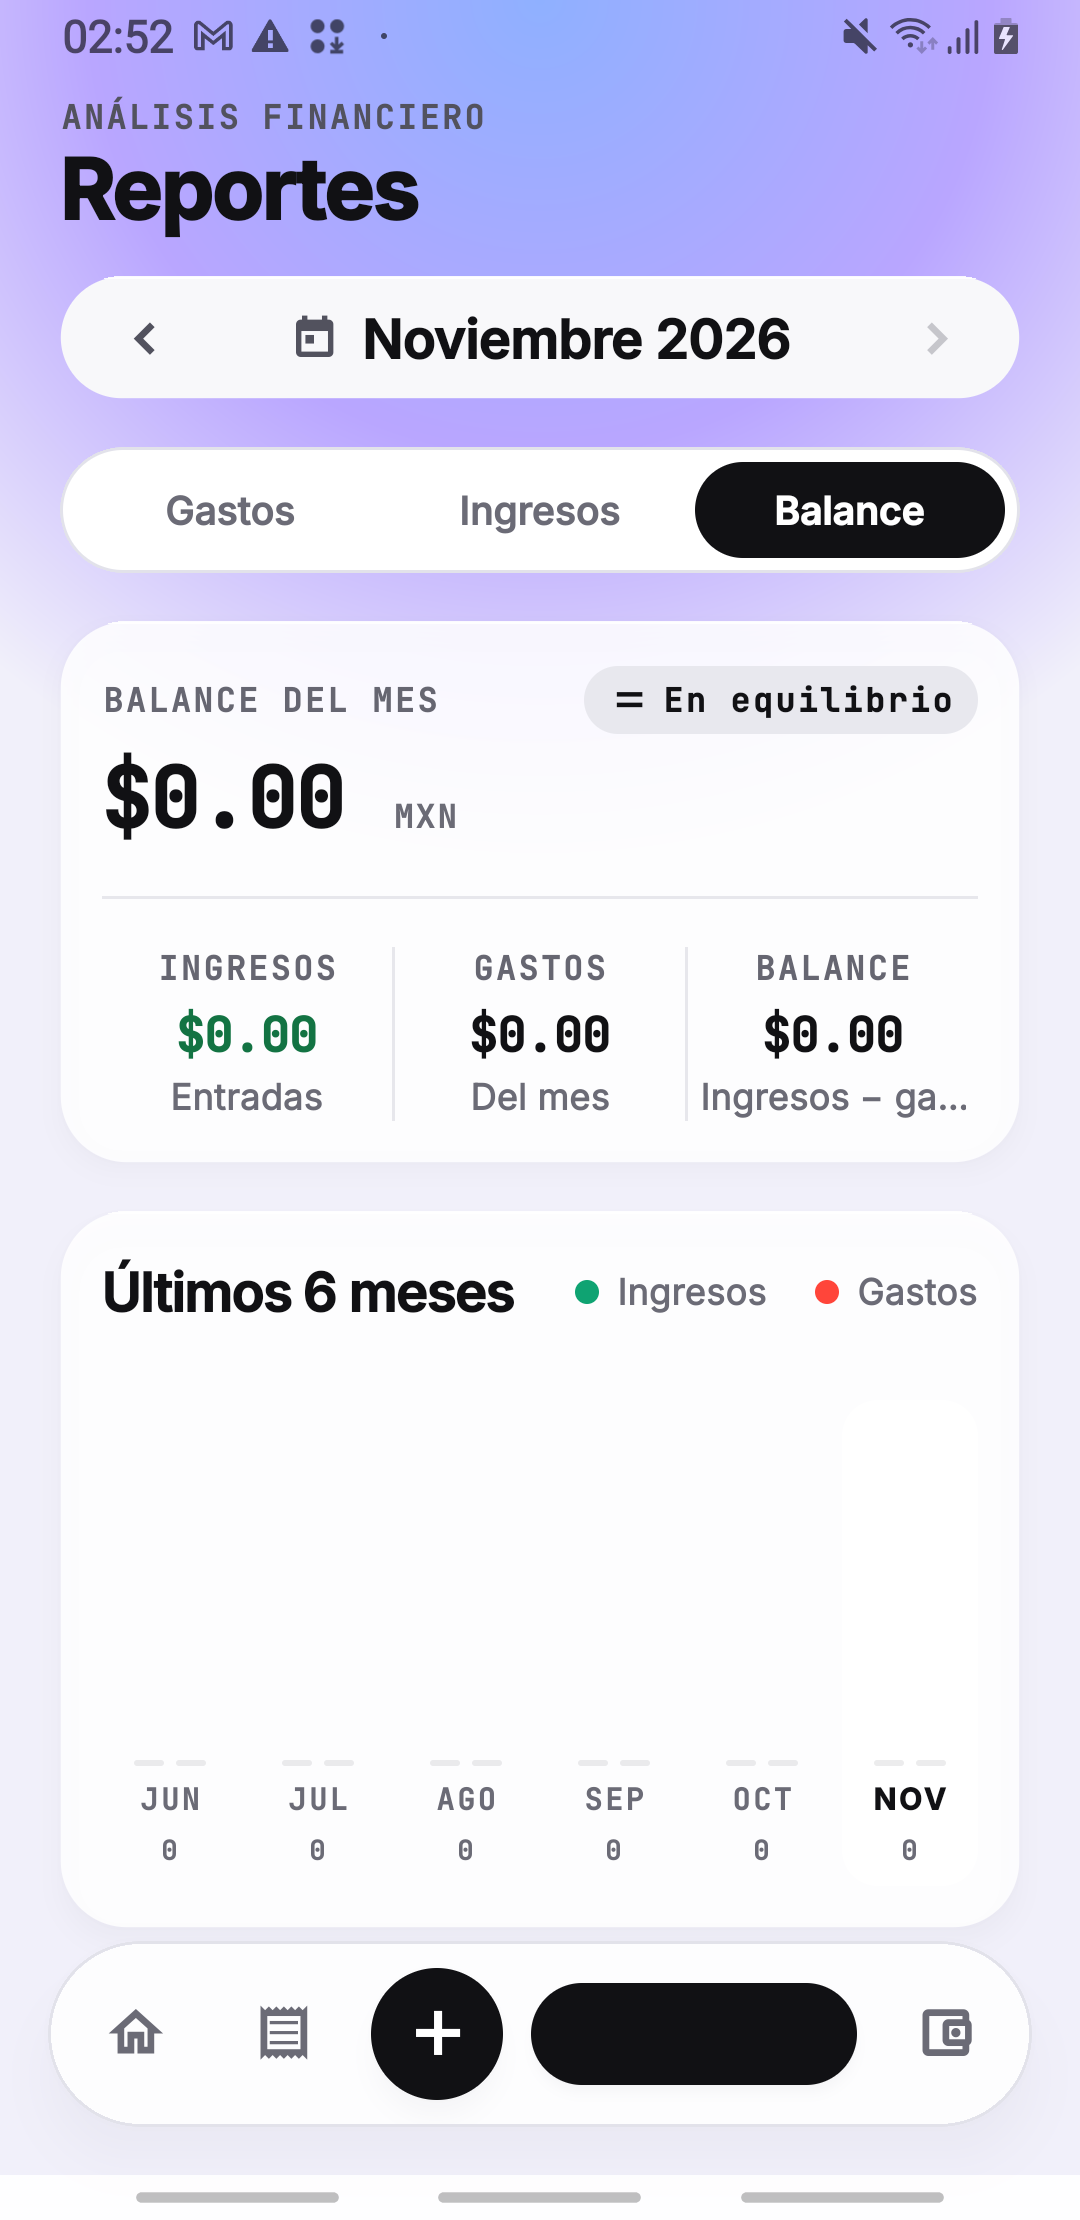 02:52
ANÁLISIS FINANCIERO
Reportes
Noviembre 2026
Gastos Ingresos Balance
BALANCE DEL MES = En equilibrio
$0.00 MXN
INGRESOS GASTOS BALANCE
$0.00 $0.00 $0.00
Entradas Del mes Ingresos – ga...
Últimos 6 meses Ingresos Gastos
JUN JUL AGO SEP OCT NOV
0 0 0 0 0 0